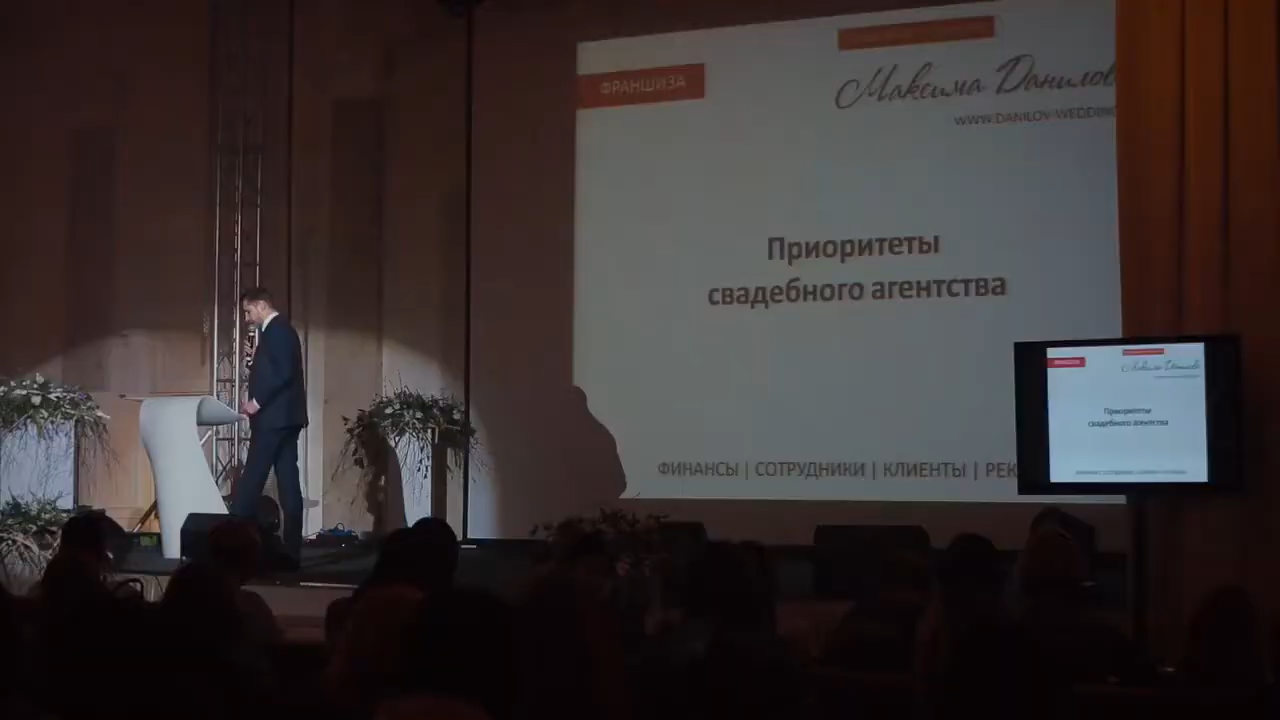 ФРАНШИЗА
Максима Данилов
WWW.DANILOV-WEDDING
Приоритеты
свадебного агентства
ФИНАНСЫ | СОТРУДНИКИ | КЛИЕНТЫ | РЕК
Приоритеты
свадебного агентства